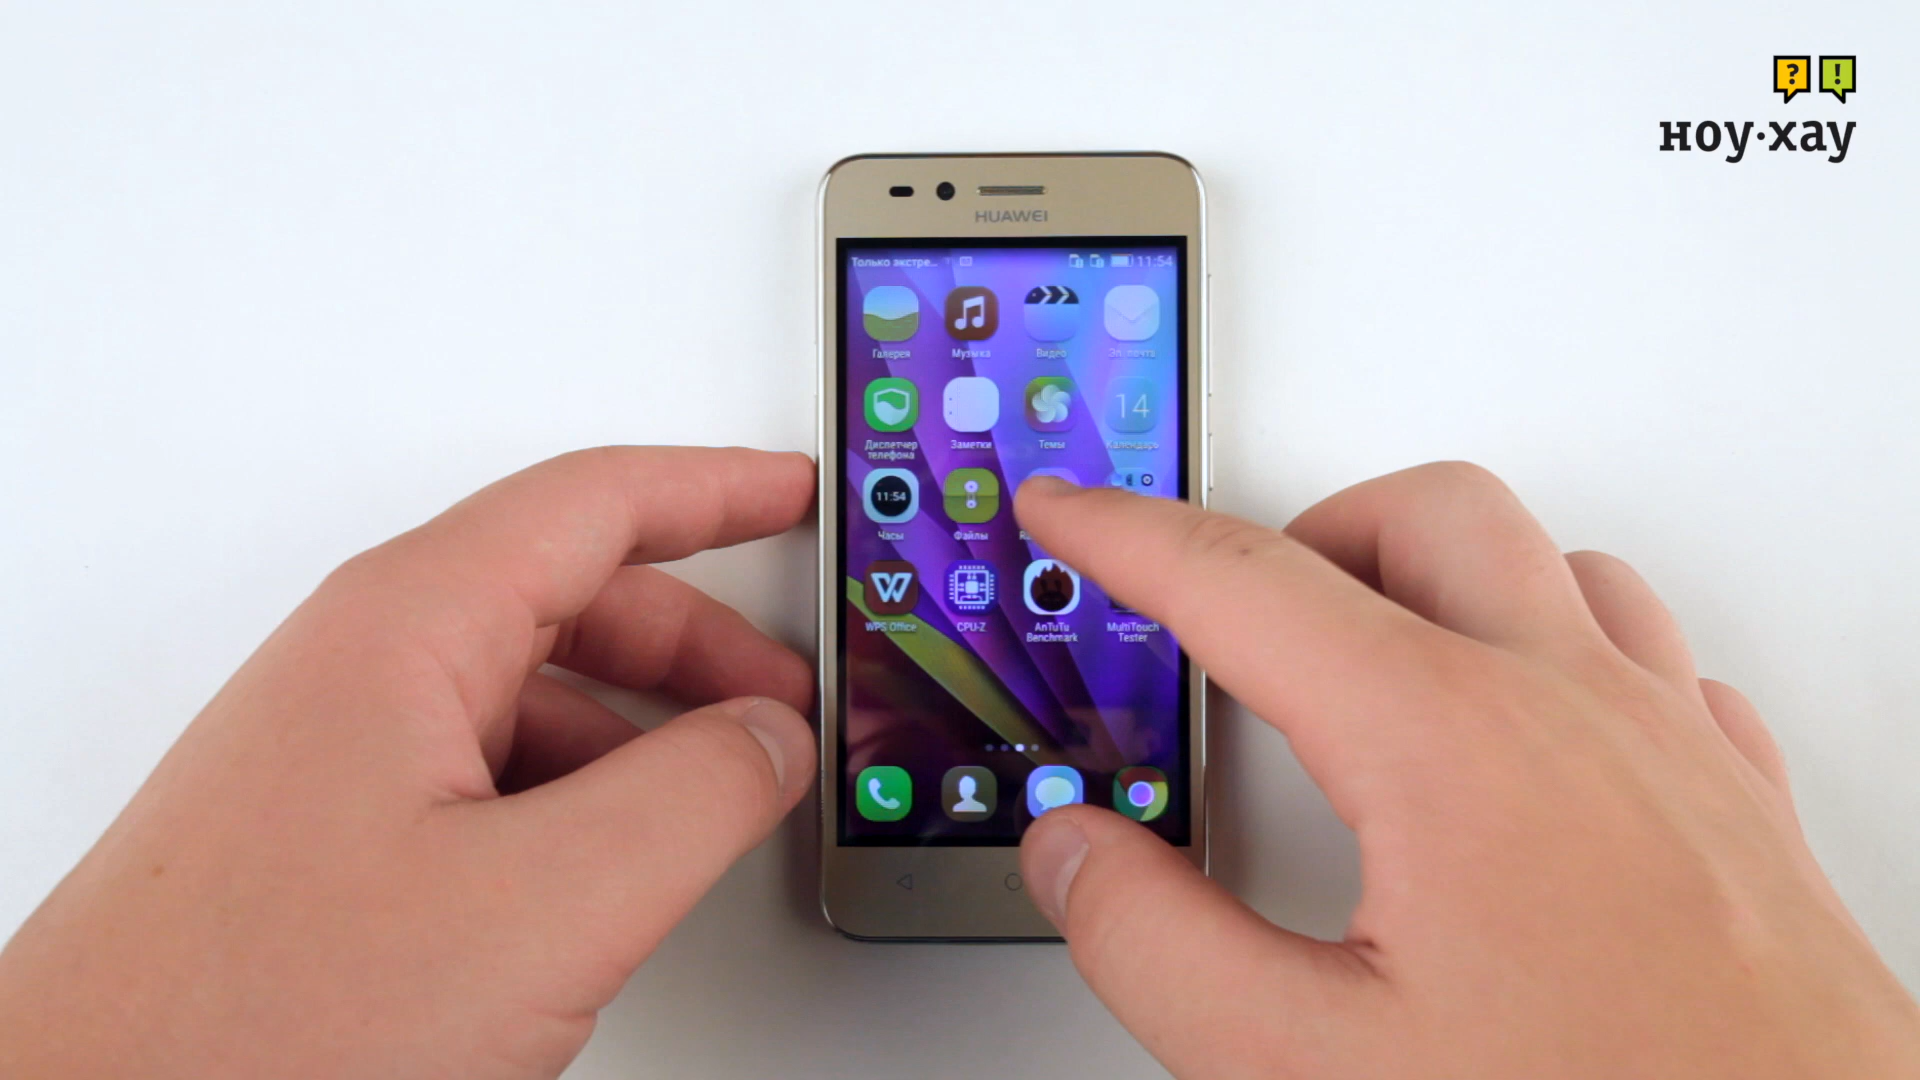 ? !
ноу·хау
HUAWEI
Только экстре... 11:54
Галерея Музыка Видео Эл. почта
14
Диспетчер телефона Заметки Темы Календарь
11:54
Часы Файлы
WPS Office CPU-Z AnTuTu Benchmark MultiTouch Tester